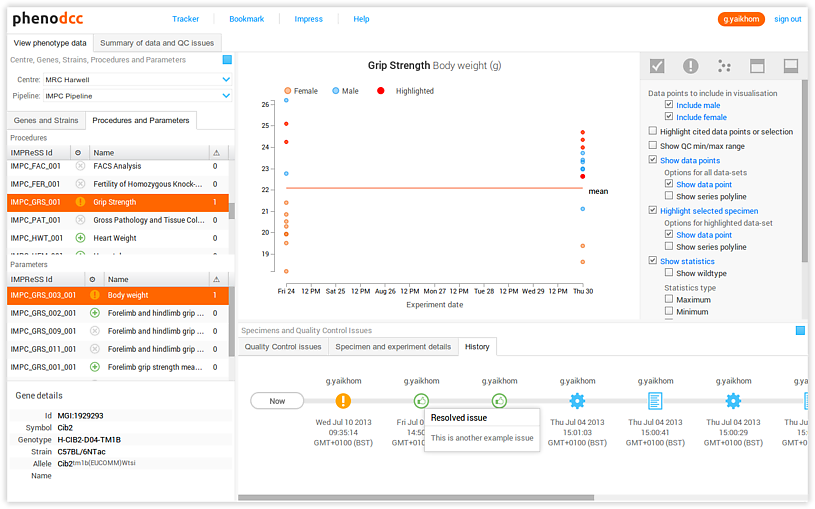 phenodcc
Tracker
Bookmark
Impress
Help
g.yaikhom
sign out
View phenotype data
Summary of data and QC issues
Centre, Genes, Strains, Procedures and Parameters
Centre: MRC Harwell
Pipeline: IMPC Pipeline
Genes and Strains
Procedures and Parameters
Procedures
IMPReSS Id Name
IMPC_FAC_001 FACS Analysis 0
IMPC_FER_001 Fertility of Homozygous Knock-... 0
IMPC_GRS_001 Grip Strength 1
IMPC_PAT_001 Gross Pathology and Tissue Col... 0
IMPC_HWT_001 Heart Weight 0
Parameters
IMPReSS Id Name
IMPC_GRS_003_001 Body weight 1
IMPC_GRS_002_001 Forelimb and hindlimb grip ... 0
IMPC_GRS_009_001 Forelimb and hindlimb grip ... 0
IMPC_GRS_011_001 Forelimb and hindlimb grip ... 0
IMPC_GRS_001_001 Forelimb grip strength mea... 0
Gene details
Id MGI:1929293
Symbol Cib2
Genotype H-CIB2-D04-TM1B
Strain C57BL/6NTac
Allele Cib2tm1b(EUCOMM)Wtsi
Name
Grip Strength Body weight (g)
Female
Male
Highlighted
26
25
24
23
22
21
20
19
mean
Fri 24 12 PM Sat 25 12 PM Apr 26 12 PM Mon 27 12 PM Tue 28 12 PM Wed 29 12 PM Thu 30
Experiment date
Data points to include in visualisation
Include male
Include female
Highlight cited data points or selection
Show QC min/max range
Show data points
Options for all data-sets
Show data point
Show series polyline
Highlight selected specimen
Options for highlighted data-set
Show data point
Show series polyline
Show statistics
Show wildtype
Statistics type
Maximum
Minimum
Specimens and Quality Control Issues
Quality Control issues
Specimen and experiment details
History
g.yaikhom g.yaikhom g.yaikhom g.yaikhom g.yaikhom g.yaikhom g.ya
Now
Wed Jul 10 2013
09:35:14
GMT+0100 (BST)
Fri Jul 0
14:50
GMT+010
Resolved issue
This is another example issue
Thu Jul 04 2013
15:01:03
GMT+0100 (BST)
Thu Jul 04 2013
15:00:41
GMT+0100 (BST)
Thu Jul 04 2013
15:00:29
GMT+0100 (BST)
Thu Jul
15:
GMT+01